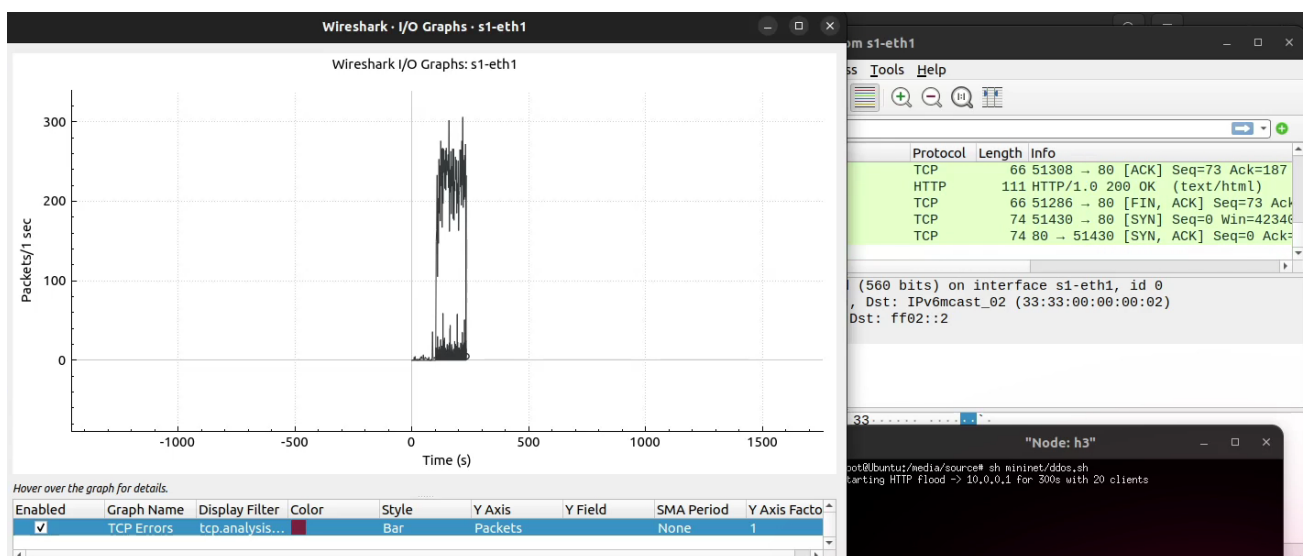 Wireshark · I/O Graphs · s1-eth1
Wireshark I/O Graphs: s1-eth1
300
200
100
0
Packets/1 sec
-1000 -500 0 500 1000 1500
Time (s)
Hover over the graph for details.
Enabled Graph Name Display Filter Color Style Y Axis Y Field SMA Period Y Axis Facto
TCP Errors tcp.analysis... Bar Packets None 1
s1-eth1
Tools Help
Protocol Length Info
TCP 66 51308 → 80 [ACK] Seq=73 Ack=187
HTTP 111 HTTP/1.0 200 OK (text/html)
TCP 66 51286 → 80 [FIN, ACK] Seq=73 Ack
TCP 74 51430 → 80 [SYN] Seq=0 Win=42340
TCP 74 80 → 51430 [SYN, ACK] Seq=0 Ack=
(560 bits) on interface s1-eth1, id 0
, Dst: IPv6mcast_02 (33:33:00:00:00:02)
Dst: ff02::2
33
"Node: h3"
oot@Ubuntu:/media/source# sh mininet/ddos.sh
tarting HTTP flood -> 10.0.0.1 for 300s with 20 clients